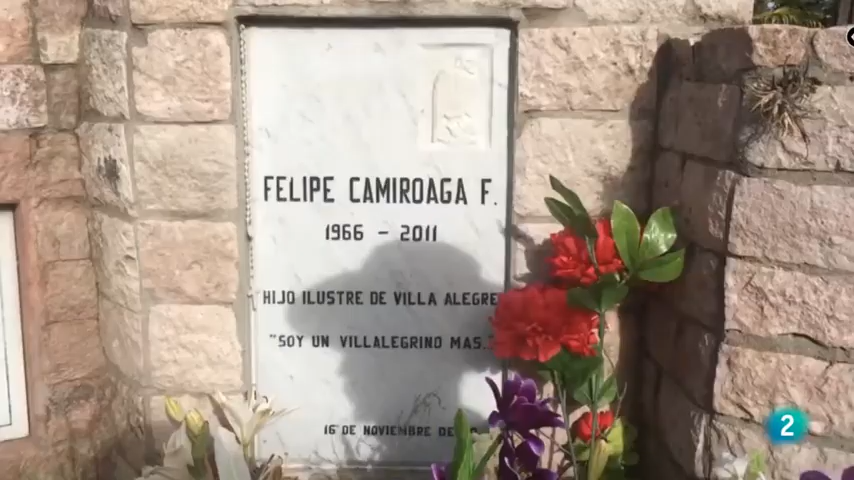 FELIPE CAMIROAGA F.
1966 - 2011
HIJO ILUSTRE DE VILLA ALEGRE
"SOY UN VILLALEGRINO MAS.
16 DE NOVIEMBRE DE
2